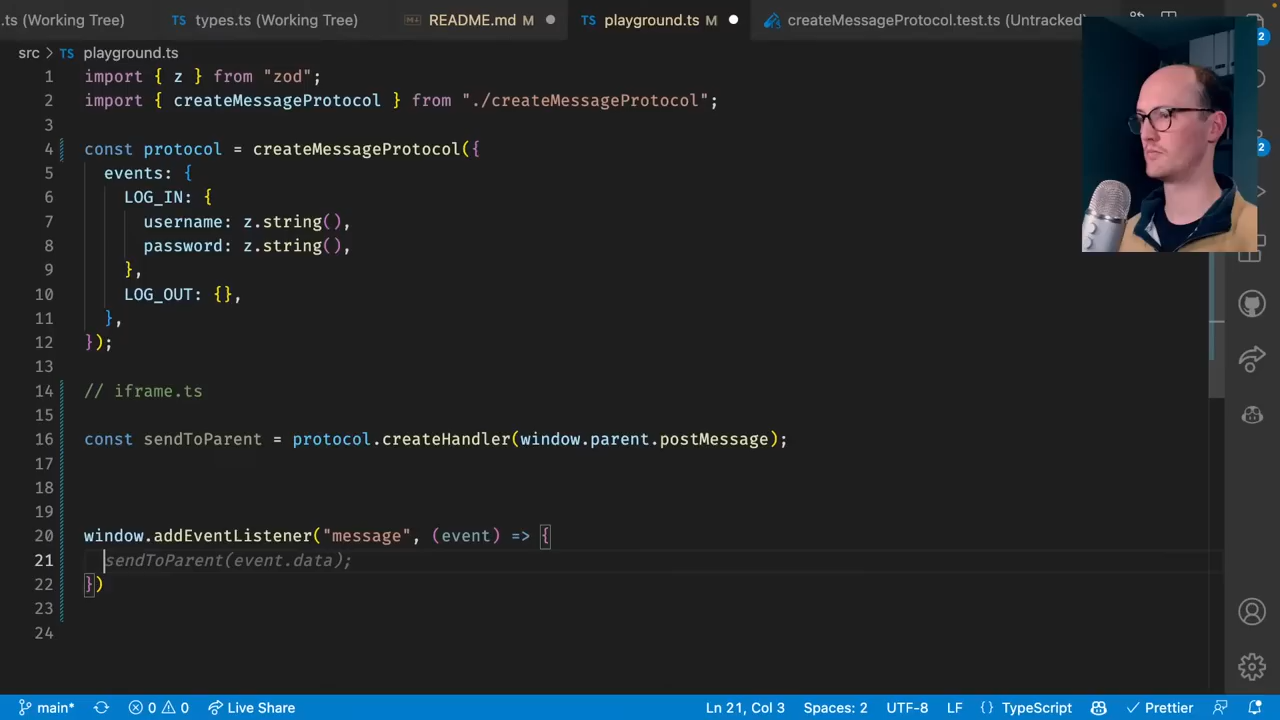 .ts (Working Tree)
TS types.ts (Working Tree)
README.md M
TS playground.ts M
createMessageProtocol.test.ts (Untracked)
src > TS playground.ts
1 import { z } from "zod";
2 import { createMessageProtocol } from "./createMessageProtocol";
3
4 const protocol = createMessageProtocol({
5 events: {
6 LOG_IN: {
7 username: z.string(),
8 password: z.string(),
9 },
10 LOG_OUT: {},
11 },
12 });
13
14 // iframe.ts
15
16 const sendToParent = protocol.createHandler(window.parent.postMessage);
17
18
19
20 window.addEventListener("message", (event) => {
21 sendToParent(event.data);
22 })
23
24
2
2
main*
0
0
Live Share
Ln 21, Col 3
Spaces: 2
UTF-8
LF
{} TypeScript
Prettier